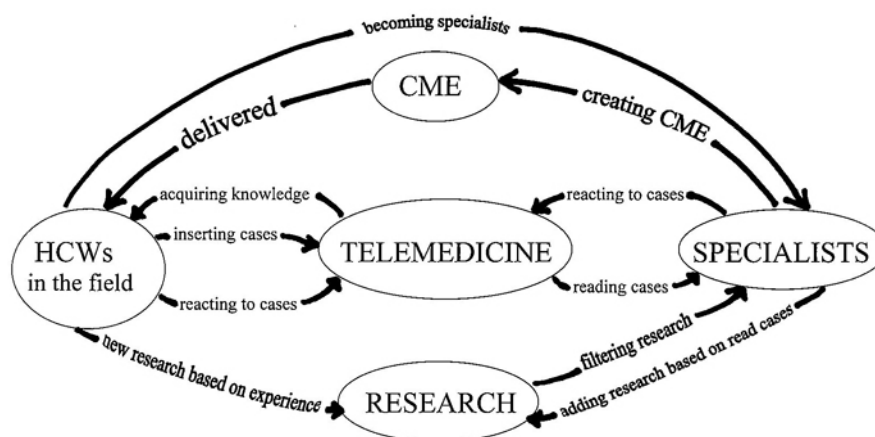 becoming specialists
CME
delivered
creating CME
acquiring knowledge
reacting to cases
HCWs
in the field
inserting cases
TELEMEDICINE
SPECIALISTS
reacting to cases
reading cases
new research based on experience
filtering research
adding research based on read cases
RESEARCH